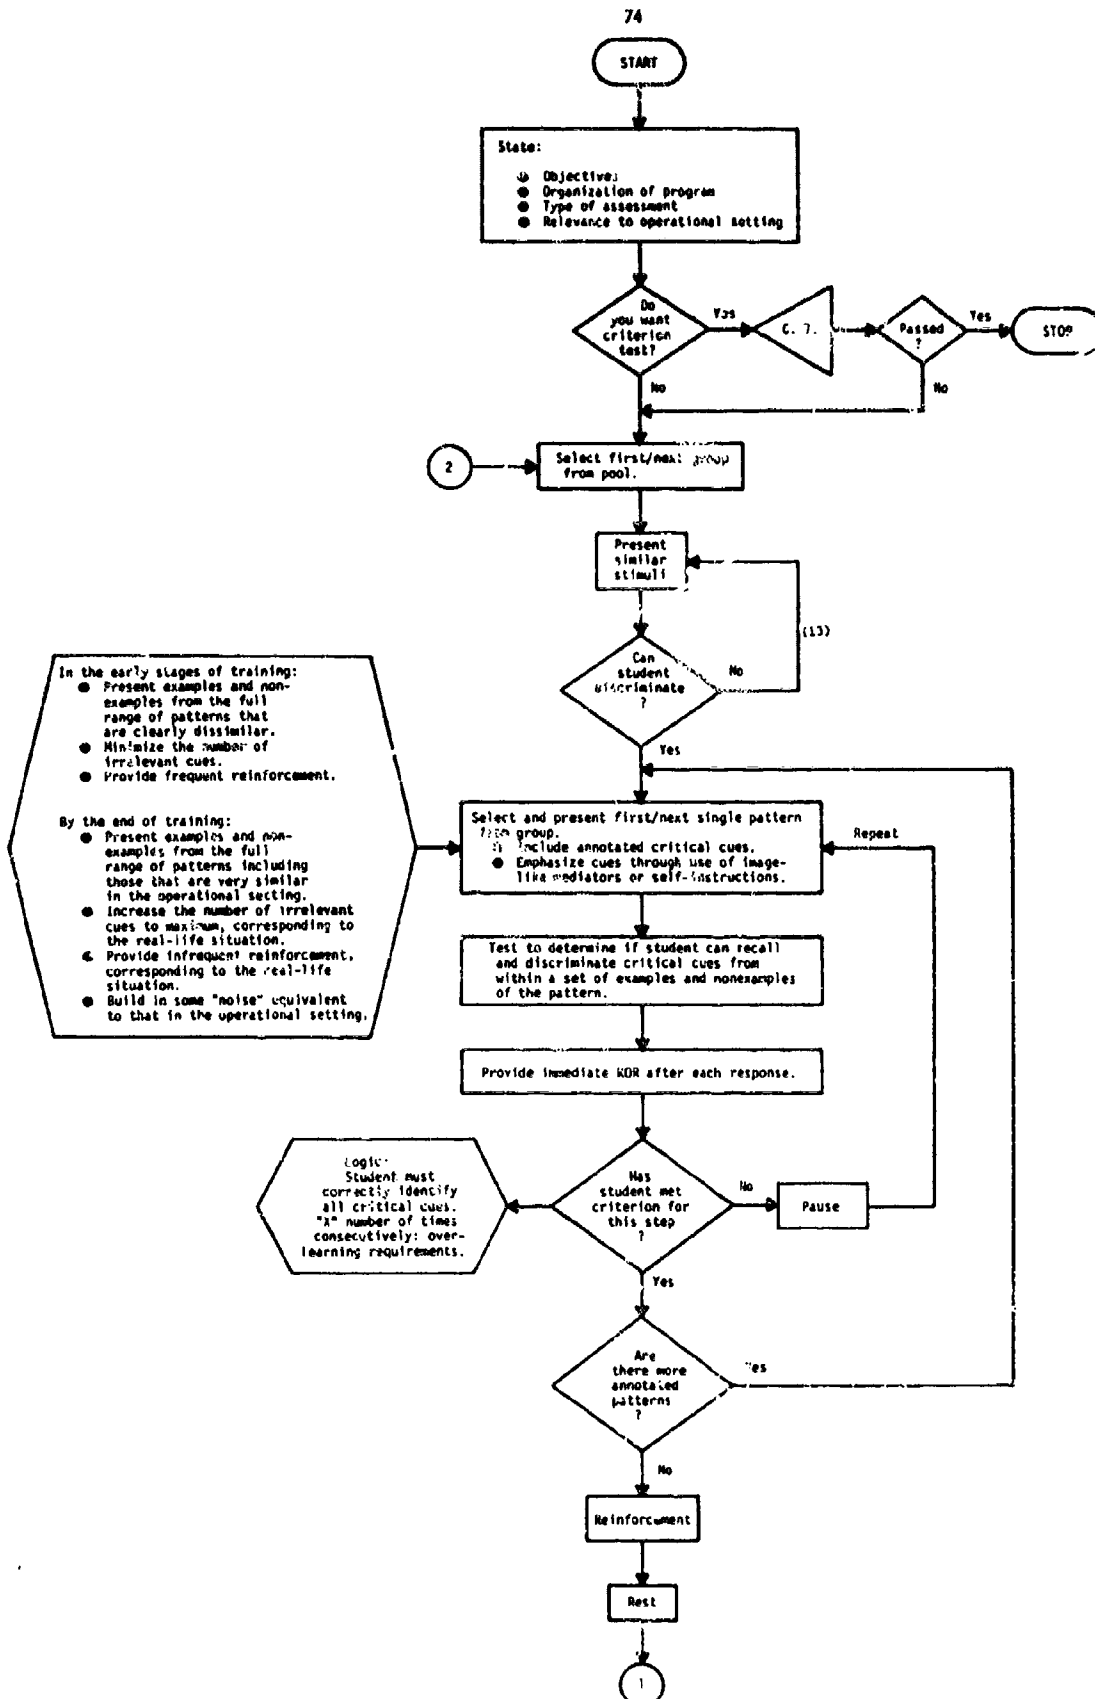 74
START
State:
Objectives
Organization of program
Type of assessment
Relevance to operational setting
Do
you want
criterion
test?
Yes
Passed
?
Yes
STOP
No
No
2
Select first/next group
from pool.
Present
similar
stimuli
Can
student
discriminate
?
No
Yes
In the early stages of training:
● Present examples and non-
examples from the full
range of patterns that
are clearly dissimilar.
● Minimize the number of
irrelevant cues.
● Provide frequent reinforcement.
By the end of training:
● Present examples and non-
examples from the full
range of patterns including
those that are very similar
in the operational setting.
● Increase the number of irrelevant
cues to maximum, corresponding to
the real-life situation.
● Provide infrequent reinforcement,
corresponding to the real-life
situation.
● Build in some "noise" equivalent
to that in the operational setting.
Select and present first/next single pattern
from group.
● Include annotated critical cues.
● Emphasize cues through use of image-
like mediators or self-instructions.
Repeat
Test to determine if student can recall
and discriminate critical cues from
within a set of examples and nonexamples
of the pattern.
Provide immediate KOR after each response.
Logic:
Student must
correctly identify
all critical cues.
"X" number of times
consecutively: over-
learning requirements.
Has
student met
criterion for
this step
?
No
Pause
Yes
Are
there more
annotated
patterns
?
Yes
No
Reinforcement
Rest
1